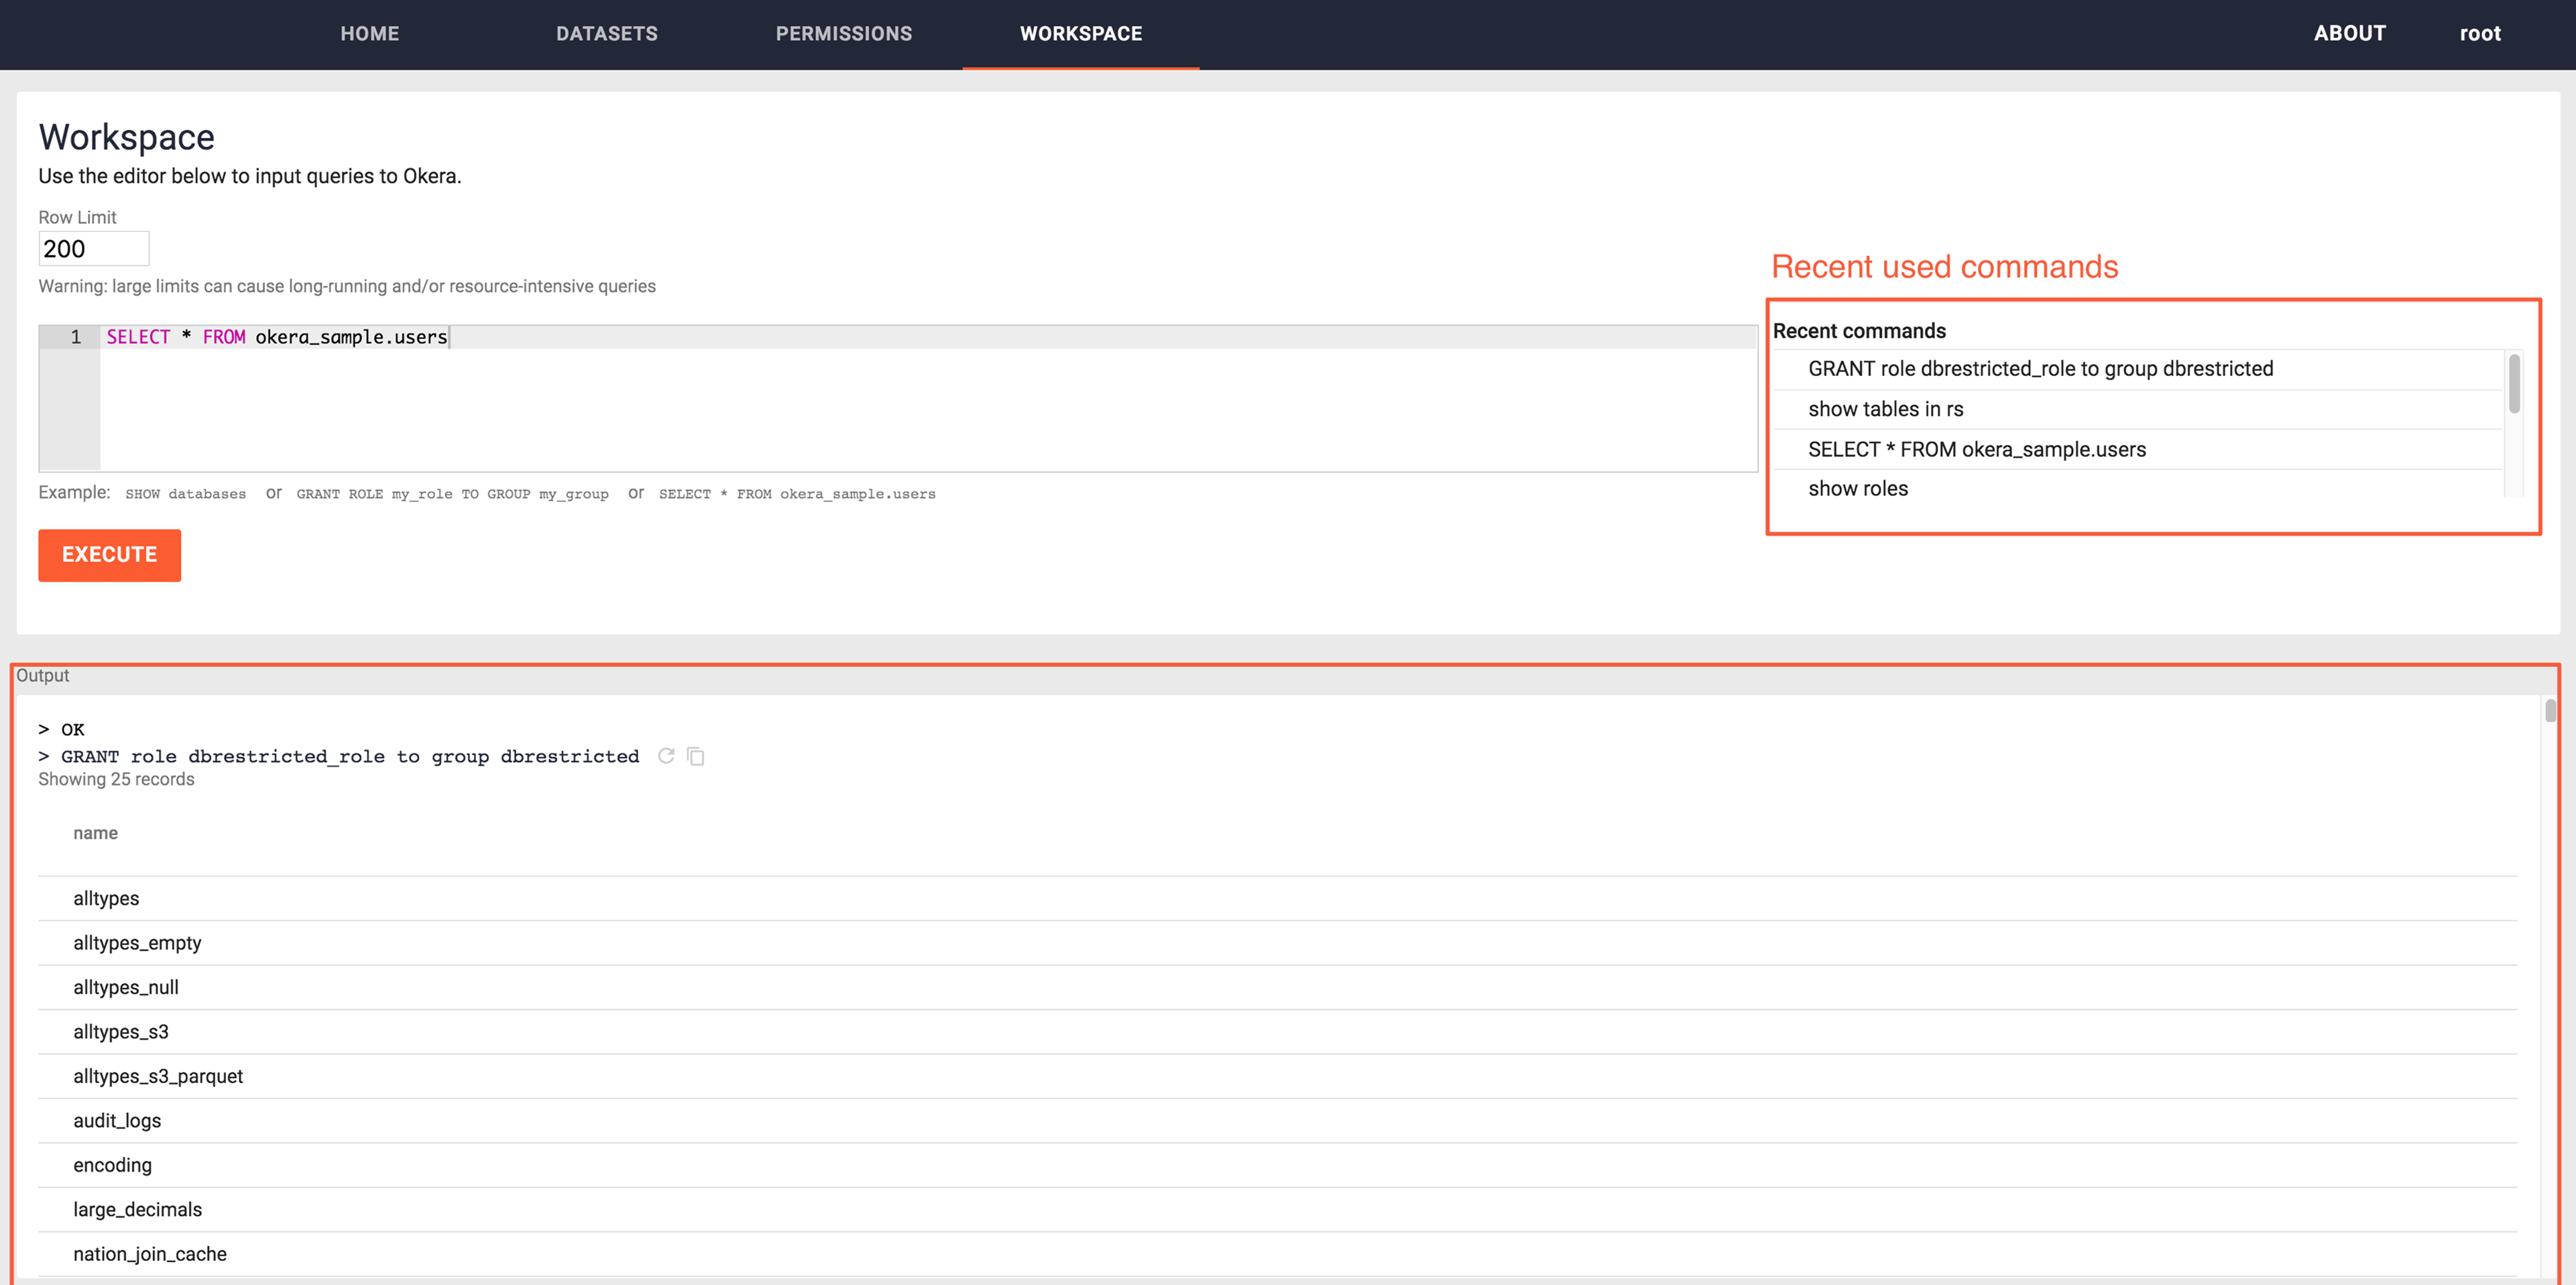 HOME DATASETS PERMISSIONS WORKSPACE ABOUT root
Workspace
Use the editor below to input queries to Okera.
Row Limit
200
Warning: large limits can cause long-running and/or resource-intensive queries
1 SELECT * FROM okera_sample.users
Example: SHOW databases or GRANT ROLE my_role TO GROUP my_group or SELECT * FROM okera_sample.users
EXECUTE
Recent used commands
Recent commands
GRANT role dbrestricted_role to group dbrestricted
show tables in rs
SELECT * FROM okera_sample.users
show roles
Output
> OK
> GRANT role dbrestricted_role to group dbrestricted
Showing 25 records
name
alltypes
alltypes_empty
alltypes_null
alltypes_s3
alltypes_s3_parquet
audit_logs
encoding
large_decimals
nation_join_cache